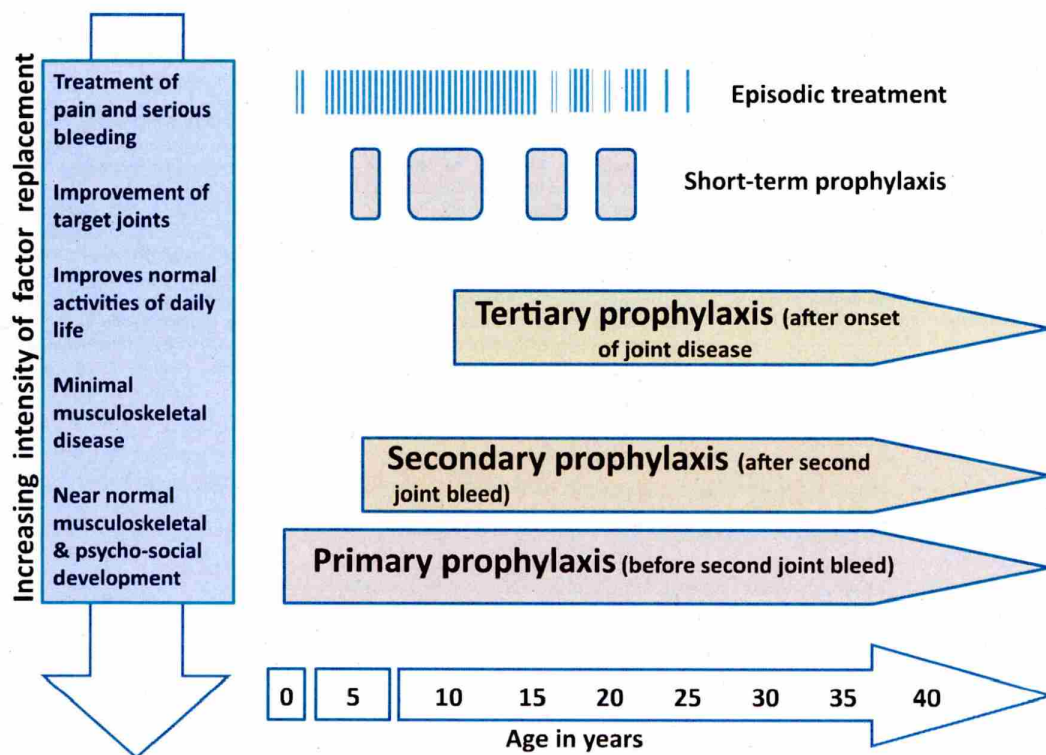 Increasing intensity of factor replacement
Treatment of
pain and serious
bleeding
Improvement of
target joints
Improves normal
activities of daily
life
Minimal
musculoskeletal
disease
Near normal
musculoskeletal
& psycho-social
development
Episodic treatment
Short-term prophylaxis
Tertiary prophylaxis (after onset
of joint disease
Secondary prophylaxis (after second
joint bleed)
Primary prophylaxis (before second joint bleed)
0 5 10 15 20 25 30 35 40
Age in years